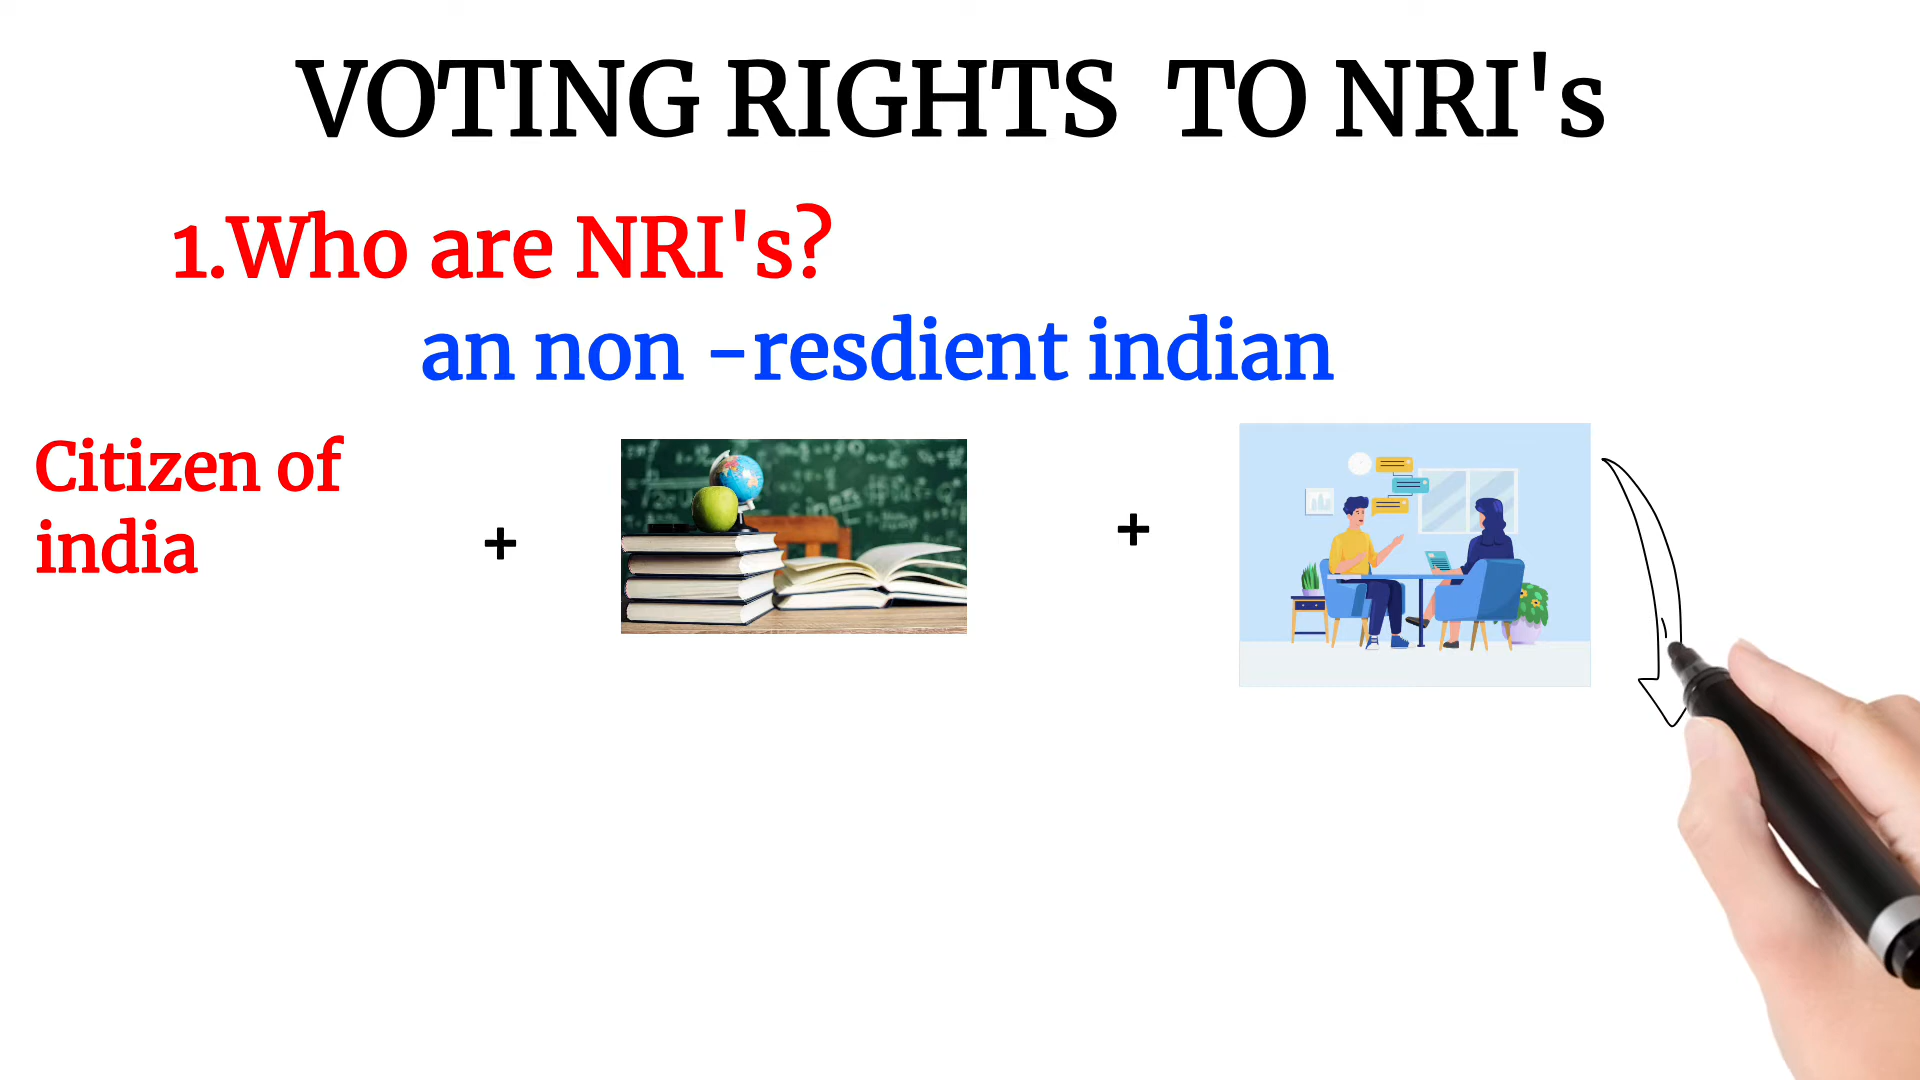 VOTING RIGHTS TO NRI's
1.Who are NRI's?
an non -resdient indian
Citizen of
india
+
+